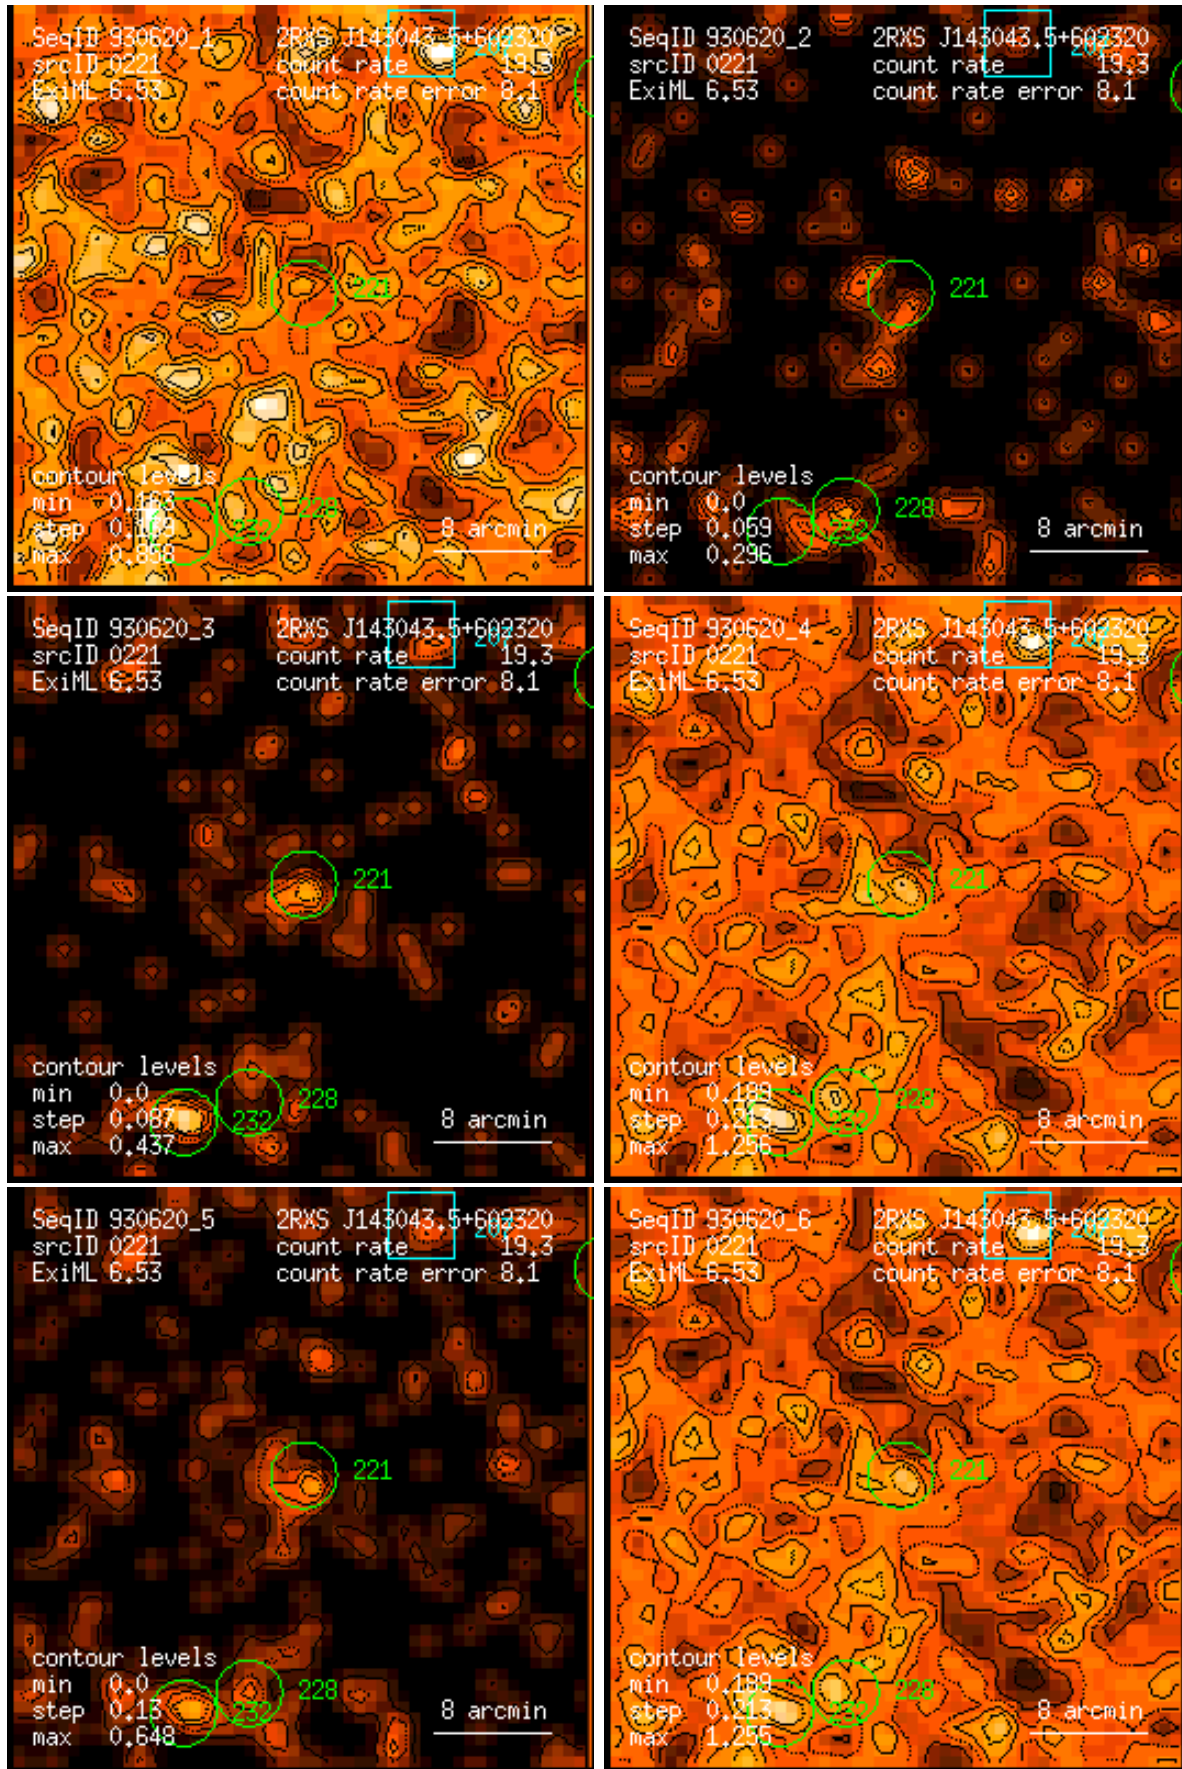 SeqID 930620_1 2RXS J143043.5+602320
srcID 0221 count rate 19.3
ExiML 6.53 count rate error 8.1
221
contour levels
min 0.163
228
step 0.169
232
8 arcmin
max 0.858
SeqID 930620_2 2RXS J143043.5+602320
srcID 0221 count rate 19.3
ExiML 6.53 count rate error 8.1
221
contour levels
min 0.0
228
step 0.059
232
8 arcmin
max 0.296
SeqID 930620_3 2RXS J143043.5+602320
srcID 0221 count rate 19.3
ExiML 6.53 count rate error 8.1
221
contour levels
min 0.0
228
step 0.087
232
8 arcmin
max 0.437
SeqID 930620_4 2RXS J143043.5+602320
srcID 0221 count rate 19.3
ExiML 6.53 count rate error 8.1
221
contour levels
min 0.189
228
step 0.213
232
8 arcmin
max 1.256
SeqID 930620_5 2RXS J143043.5+602320
srcID 0221 count rate 19.3
ExiML 6.53 count rate error 8.1
221
contour levels
min 0.0
228
step 0.13
232
8 arcmin
max 0.648
SeqID 930620_6 2RXS J143043.5+602320
srcID 0221 count rate 19.3
ExiML 6.53 count rate error 8.1
221
contour levels
min 0.189
228
step 0.213
232
8 arcmin
max 1.255